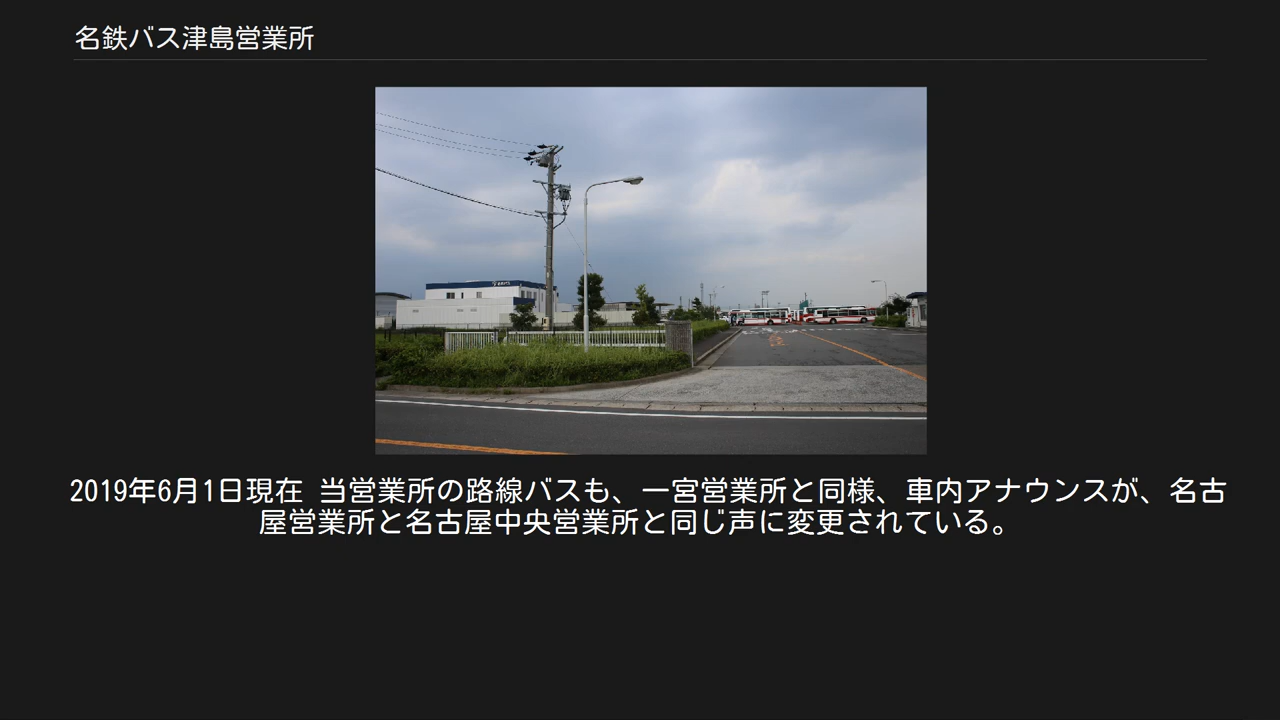 名鉄バス津島営業所
2019年6月1日現在 当営業所の路線バスも、一宮営業所と同様、車内アナウンスが、名古
屋営業所と名古屋中央営業所と同じ声に変更されている。